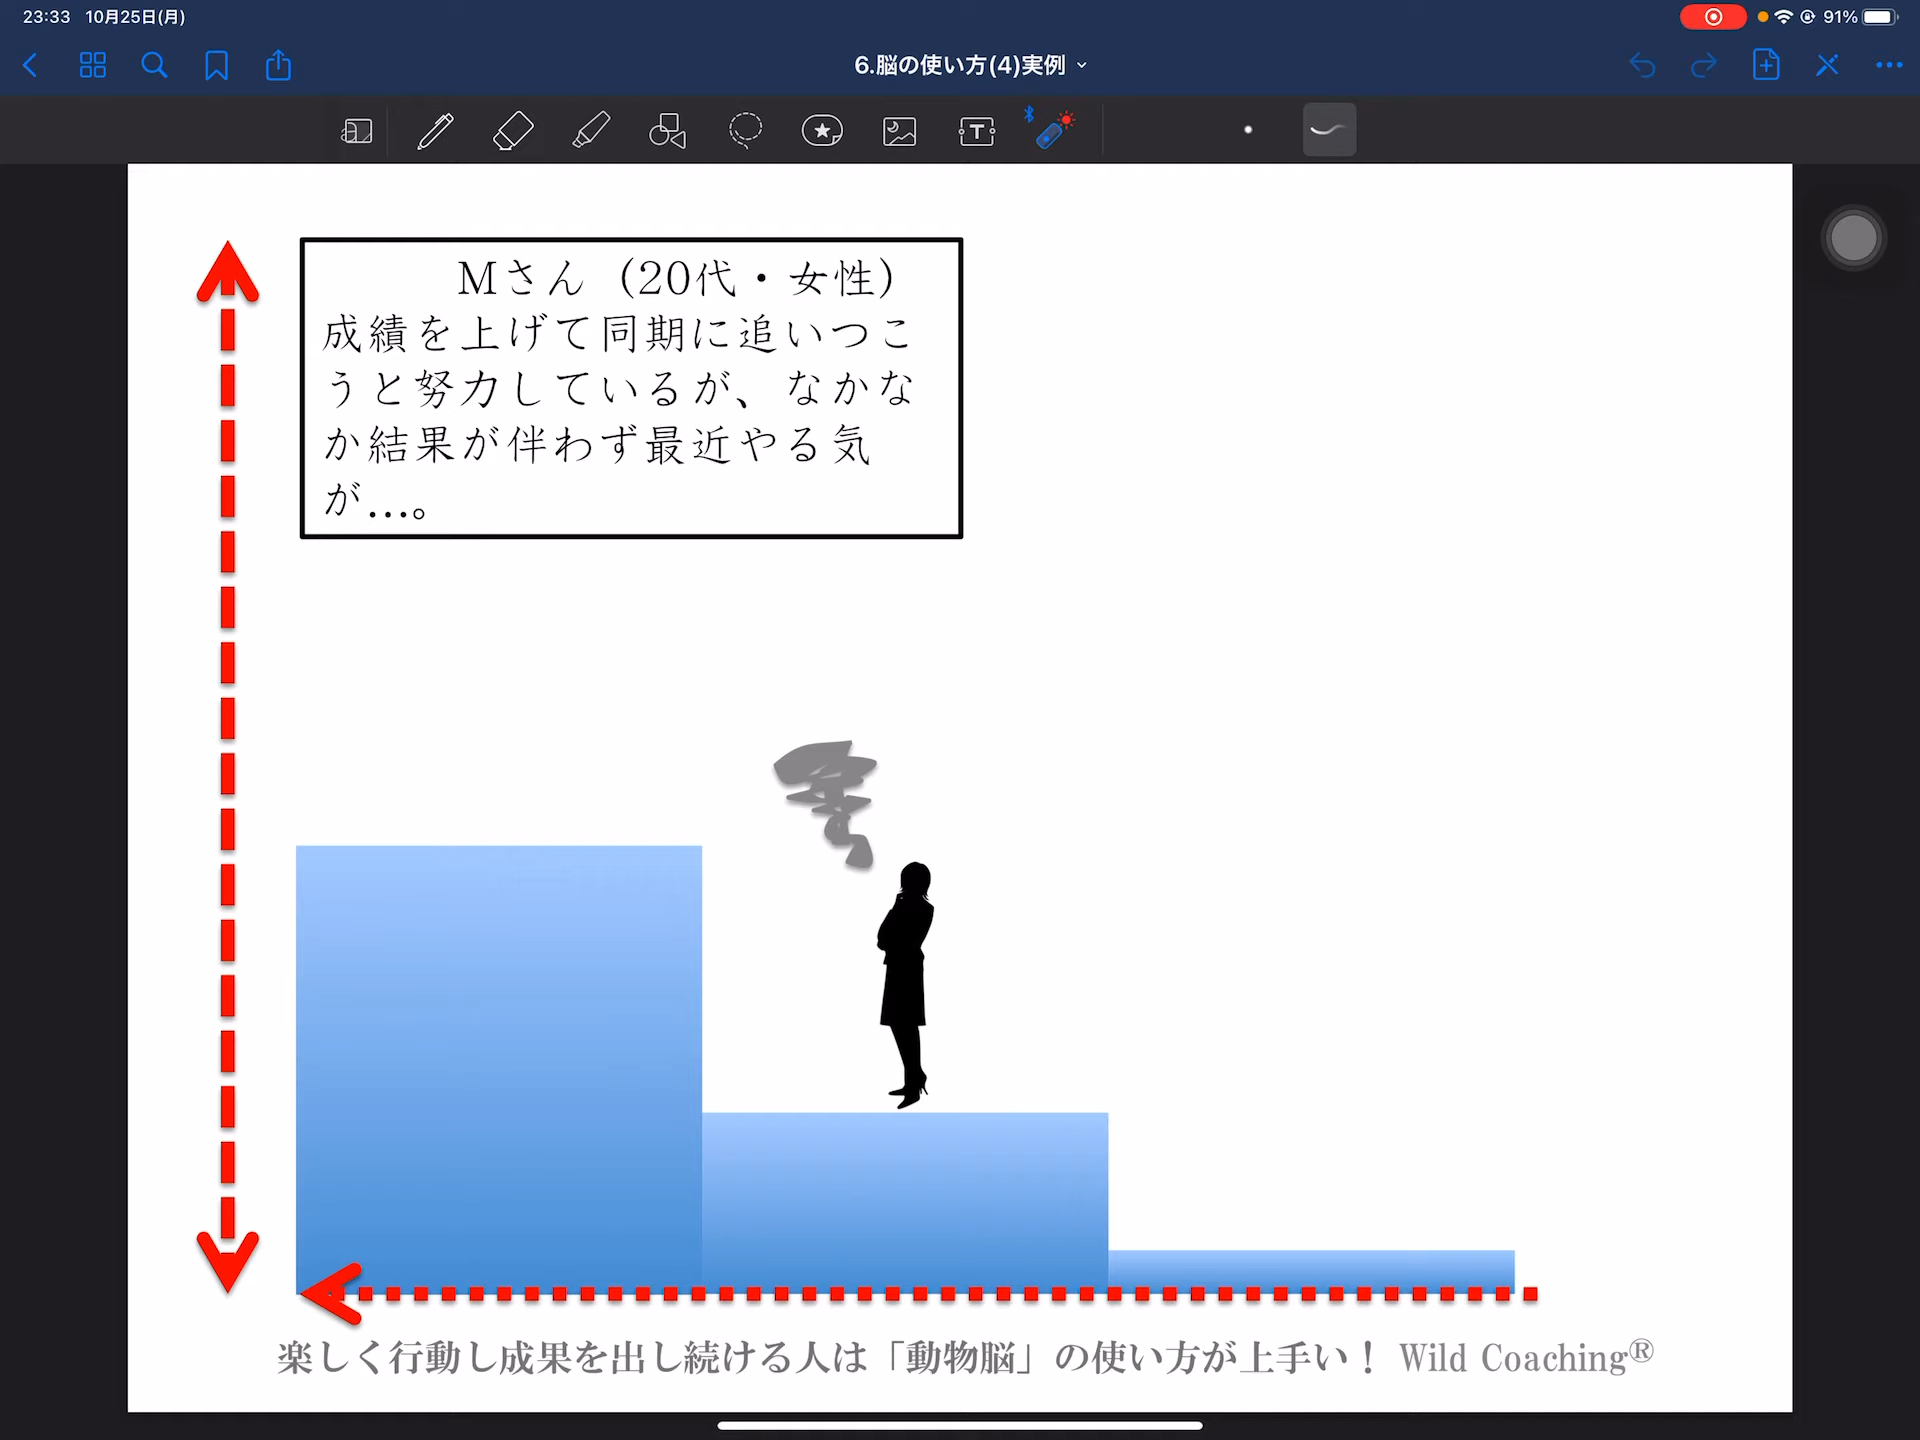 23:33 10月25日(月)
91%
6.脳の使い方(4)実例
Mさん（20代・女性）
成績を上げて同期に追いつこ
うと努力しているが、なかな
か結果が伴わず最近やる気
が…。
楽しく行動し成果を出し続ける人は「動物脳」の使い方が上手い！ Wild Coaching®